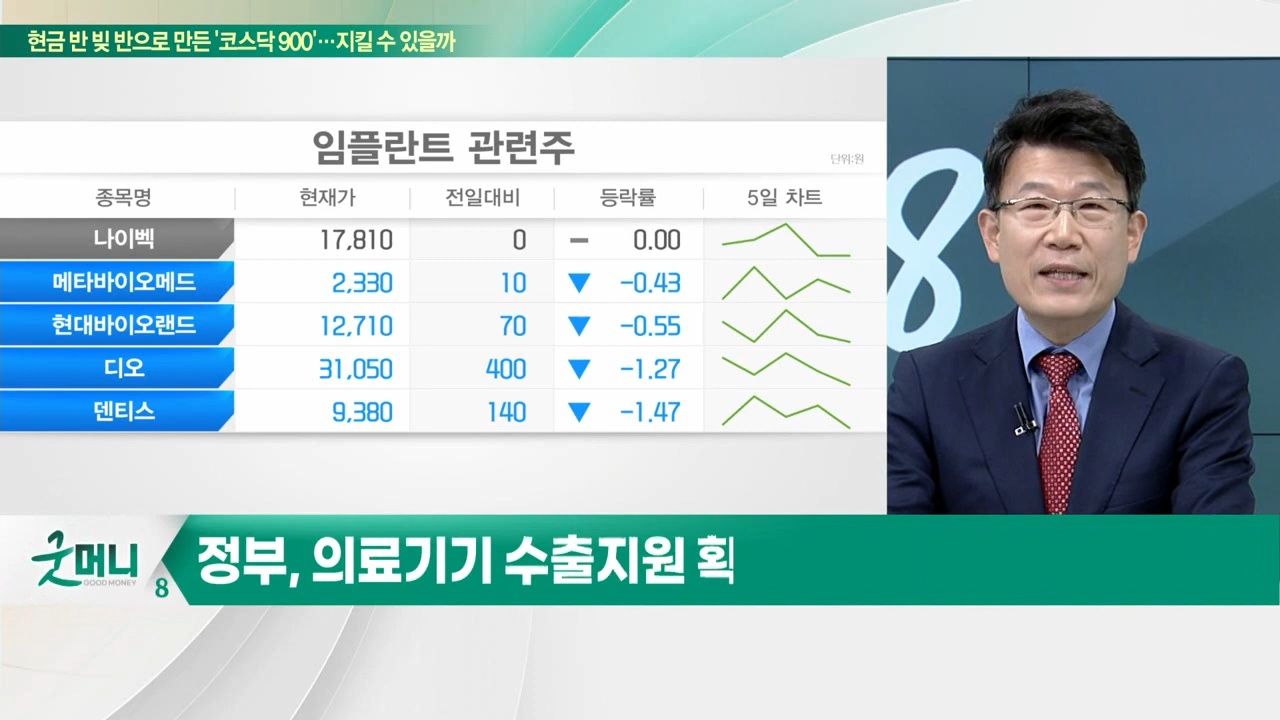 현금 반 빚 반으로 만든 '코스닥 900'…지킬 수 있을까
임플란트 관련주
단위:원
종목명 현재가 전일대비 등락률 5일 차트
나이벡 17,810 0 － 0.00
메타바이오메드 2,330 10 ▼ -0.43
현대바이오랜드 12,710 70 ▼ -0.55
디오 31,050 400 ▼ -1.27
덴티스 9,380 140 ▼ -1.47
8
굿머니
GOOD MONEY
8
정부, 의료기기 수출지원 확